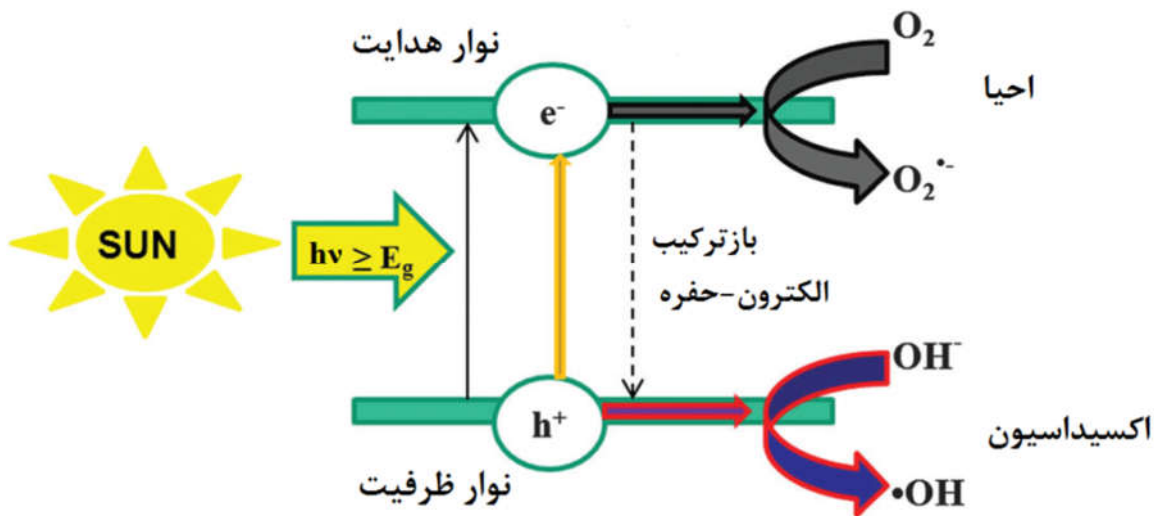 نوار هدایت
O₂
احیا
e⁻
O₂•⁻
SUN
hν ≥ Eg
بازترکیب
الکترون-حفره
OH⁻
h⁺
اکسیداسیون
نوار ظرفیت
•OH